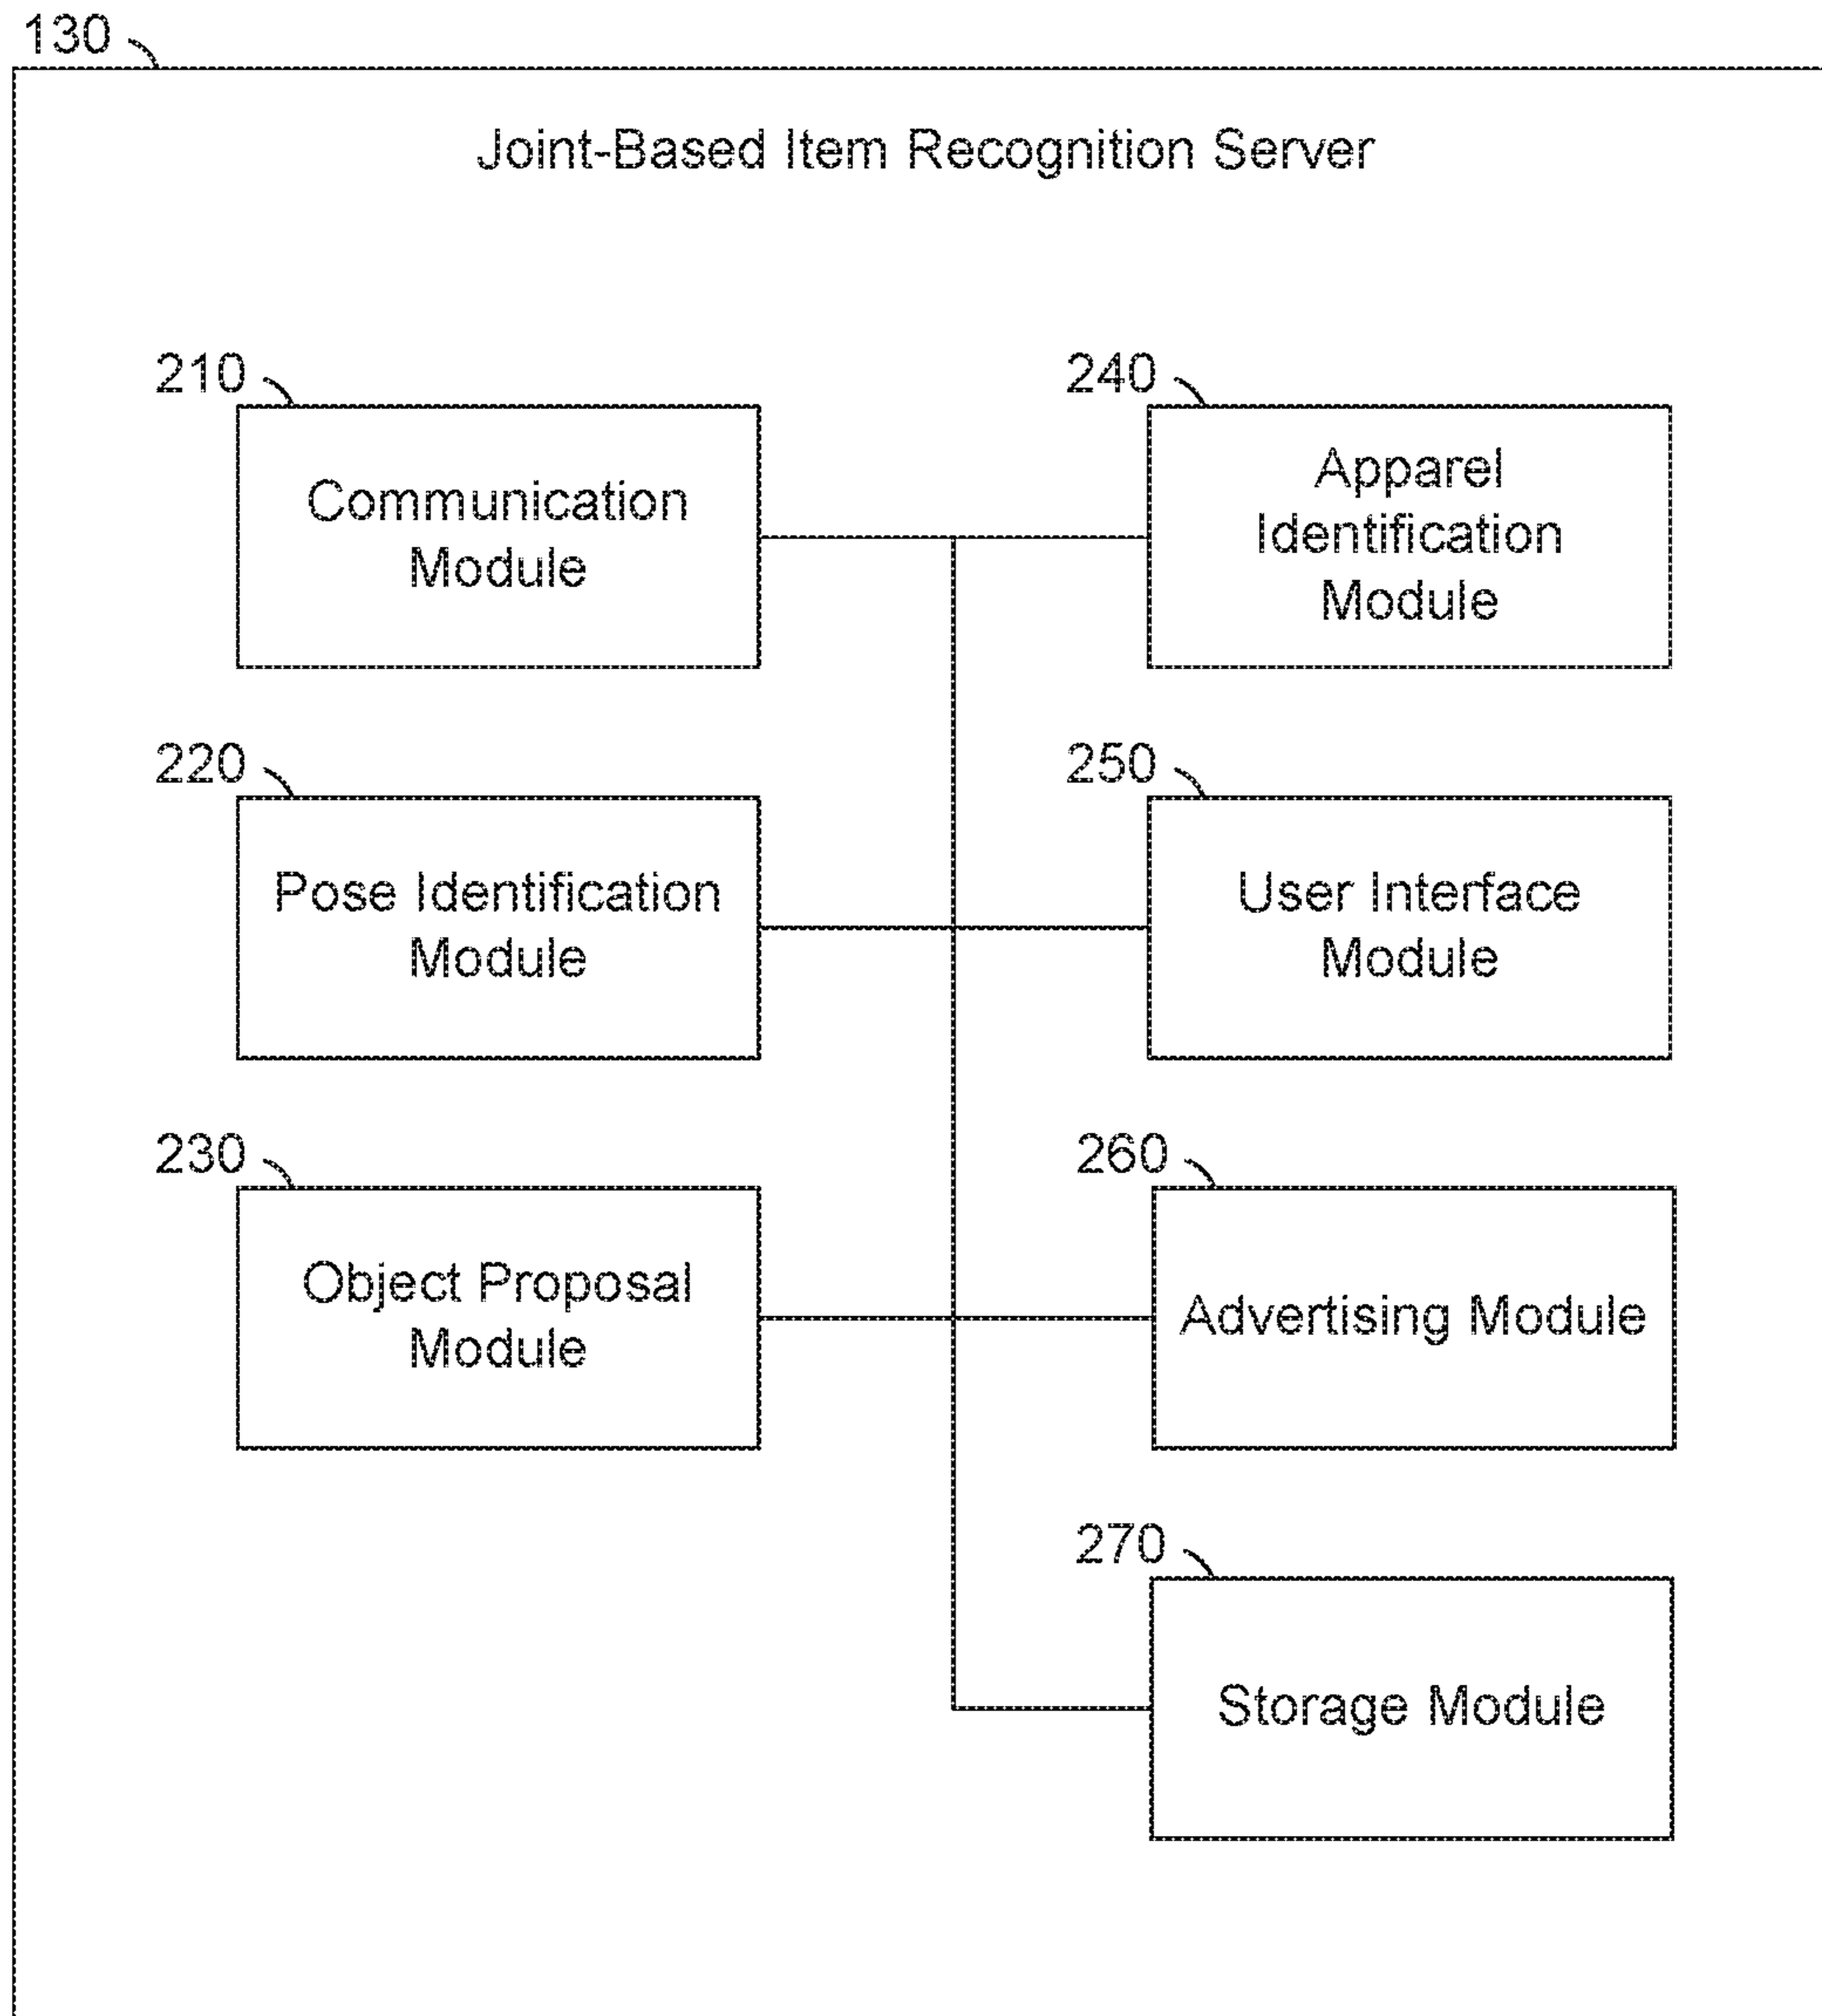 130
Joint-Based Item Recognition Server
210
Communication
Module
240
Apparel
Identification
Module
220
Pose Identification
Module
250
User Interface
Module
230
Object Proposal
Module
260
Advertising Module
270
Storage Module